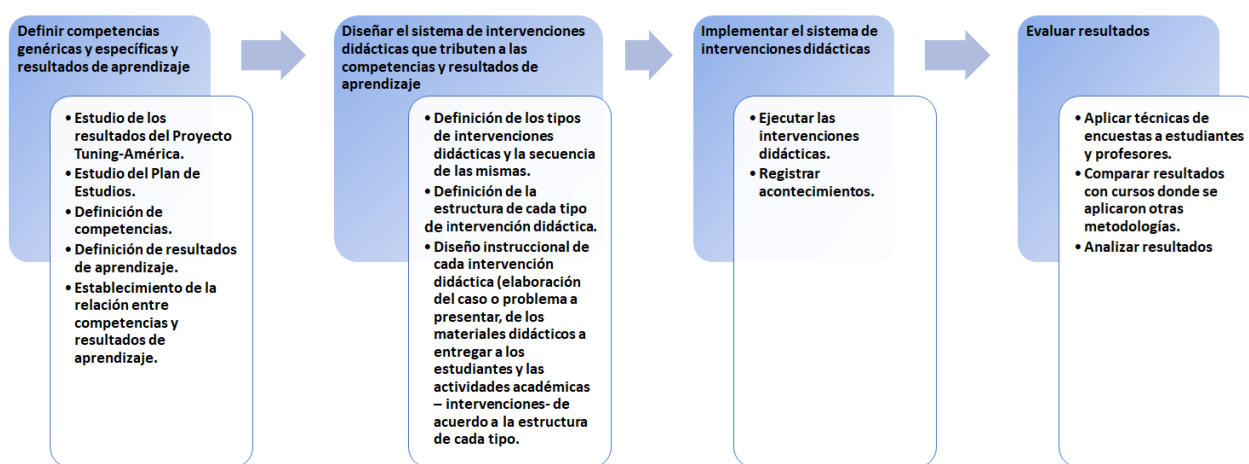 Definir competencias
genéricas y específicas y
resultados de aprendizaje
• Estudio de los
resultados del Proyecto
Tuning-América.
• Estudio del Plan de
Estudios.
• Definición de
competencias.
• Definición de resultados
de aprendizaje.
• Establecimiento de la
relación entre
competencias y
resultados de
aprendizaje.
Diseñar el sistema de intervenciones
didácticas que tributen a las
competencias y resultados de
aprendizaje
• Definición de los tipos
de intervenciones
didácticas y la secuencia
de las mismas.
• Definición de la
estructura de cada tipo
de intervención didáctica.
• Diseño instruccional de
cada intervención
didáctica (elaboración
del caso o problema a
presentar, de los
materiales didácticos a
entregar a los
estudiantes y las
actividades académicas
– intervenciones- de
acuerdo a la estructura
de cada tipo.
Implementar el sistema de
intervenciones didácticas
• Ejecutar las
intervenciones
didácticas.
• Registrar
acontecimientos.
Evaluar resultados
• Aplicar técnicas de
encuestas a estudiantes
y profesores.
• Comparar resultados
con cursos donde se
aplicaron otras
metodologías.
• Analizar resultados